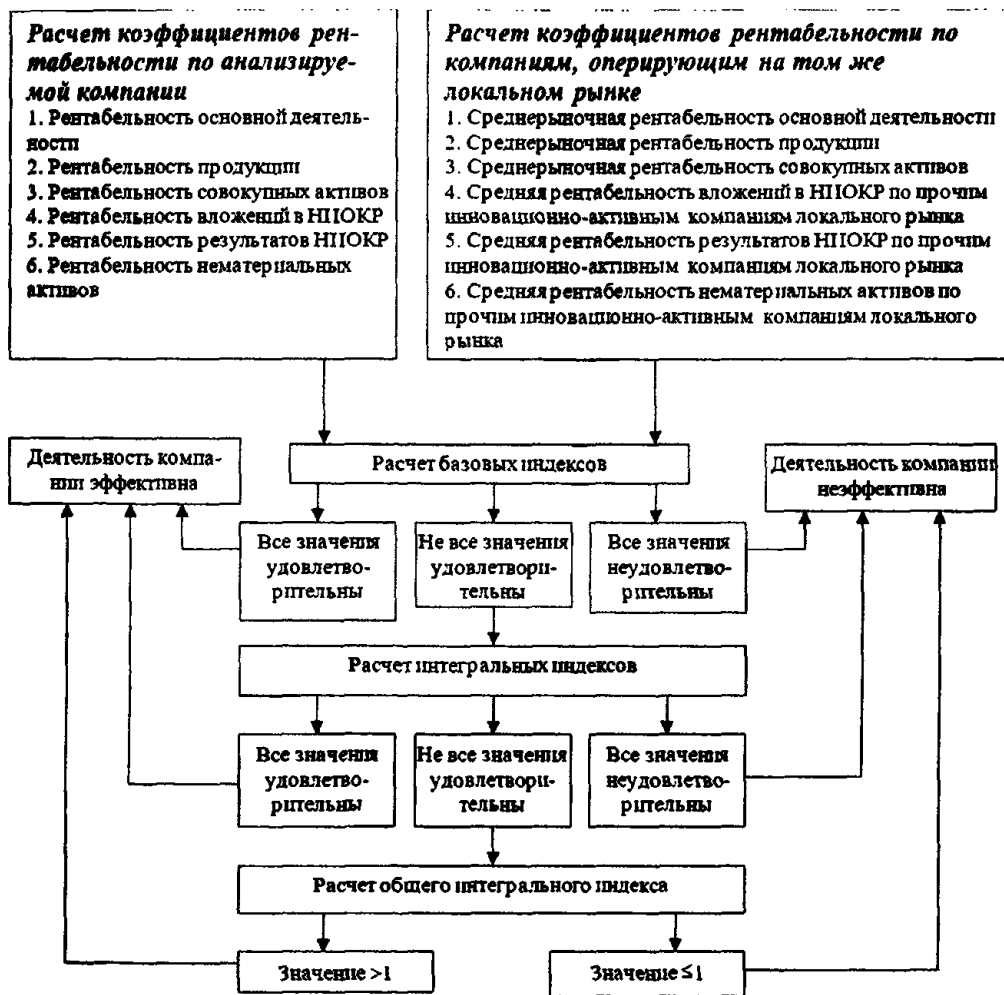 Расчет коэффициентов рен-
табельности по анализируе-
мой компании
1. Рентабельность основной деятель-
ности
2. Рентабельность продукции
3. Рентабельность совокупных активов
4. Рентабельность вложений в НИОКР
5. Рентабельность результатов НИОКР
6. Рентабельность нематериальных
активов
Расчет коэффициентов рентабельности по
компаниям, оперирующим на том же
локальном рынке
1. Среднерыночная рентабельность основной деятельности
2. Среднерыночная рентабельность продукции
3. Среднерыночная рентабельность совокупных активов
4. Средняя рентабельность вложений в НИОКР по прочим
инновационно-активным компаниям локального рынка
5. Средняя рентабельность результатов НИОКР по прочим
инновационно-активным компаниям локального рынка
6. Средняя рентабельность нематериальных активов по
прочим инновационно-активным компаниям локального
рынка
Деятельность компа-
нии эффективна
Расчет базовых индексов
Деятельность компании
неэффективна
Все значения
удовлетво-
рительны
Не все значения
удовлетвори-
тельны
Все значения
неудовлетво-
рительны
Расчет интегральных индексов
Все значения
удовлетво-
рительны
Не все значения
удовлетвори-
тельны
Все значения
неудовлетво-
рительны
Расчет общего интегрального индекса
Значение >1
Значение ≤1